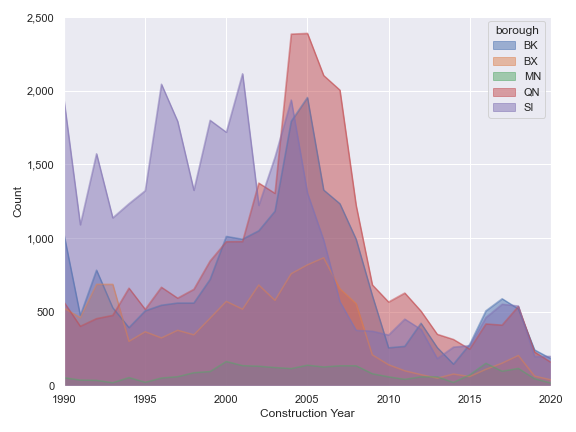 borough
BK
BX
MN
QN
SI
2,500
2,000
1,500
1,000
500
0
Count
1990 1995 2000 2005 2010 2015 2020
Construction Year